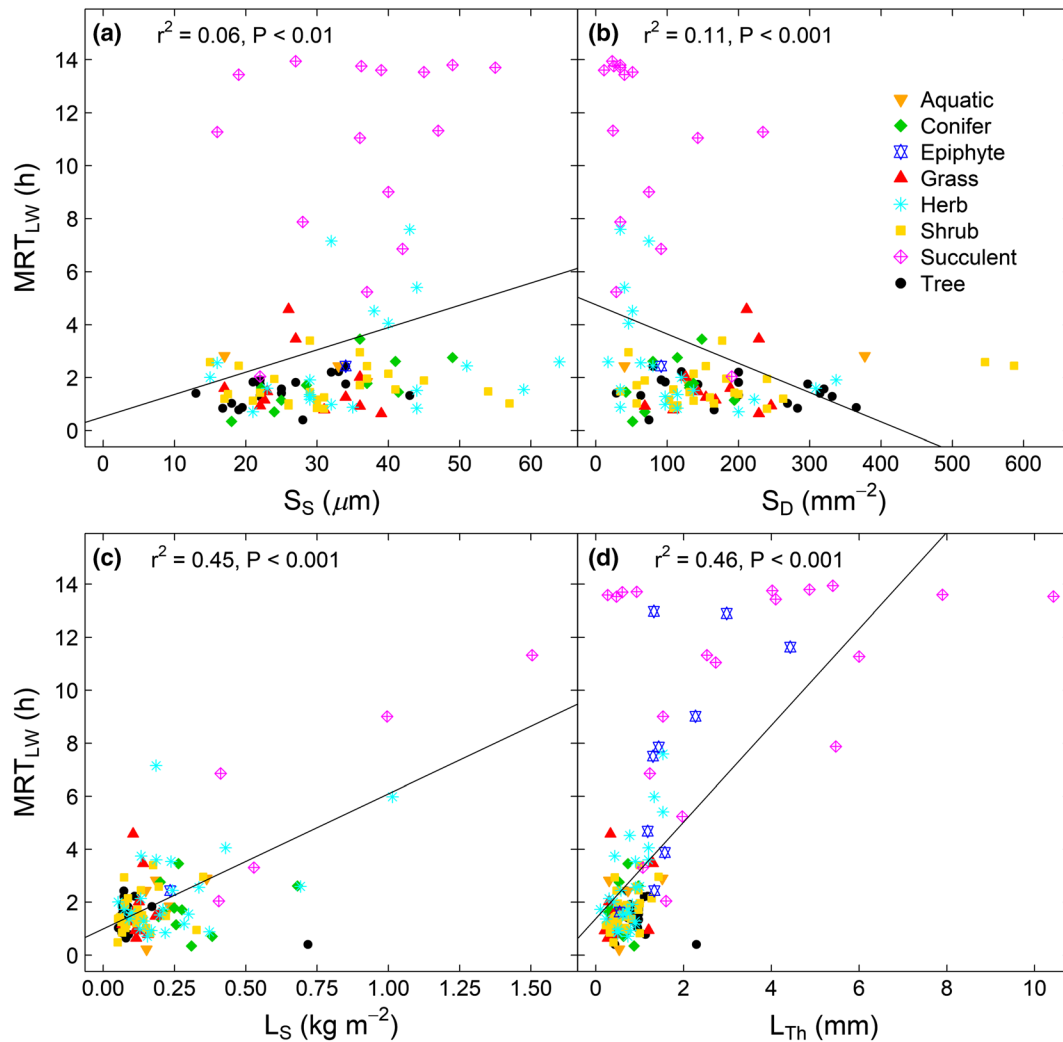 (a) r² = 0.06, P < 0.01
(b) r² = 0.11, P < 0.001
14
12
10
8
6
4
2
0
MRT_LW (h)
Aquatic
Conifer
Epiphyte
Grass
Herb
Shrub
Succulent
Tree
0 10 20 30 40 50 60
0 100 200 300 400 500 600
S_S (μm)
S_D (mm⁻²)
(c) r² = 0.45, P < 0.001
(d) r² = 0.46, P < 0.001
14
12
10
8
6
4
2
0
MRT_LW (h)
0.00 0.25 0.50 0.75 1.00 1.25 1.50
0 2 4 6 8 10
L_S (kg m⁻²)
L_Th (mm)